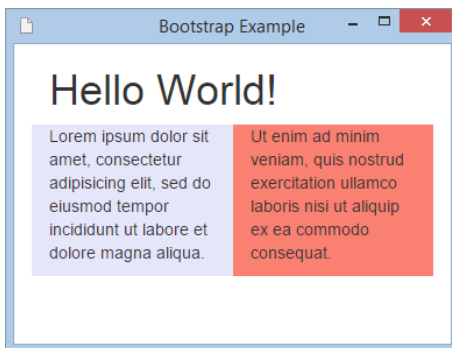 Bootstrap Example
Hello World!
Lorem ipsum dolor sit
amet, consectetur
adipisicing elit, sed do
eiusmod tempor
incididunt ut labore et
dolore magna aliqua.
Ut enim ad minim
veniam, quis nostrud
exercitation ullamco
laboris nisi ut aliquip
ex ea commodo
consequat.